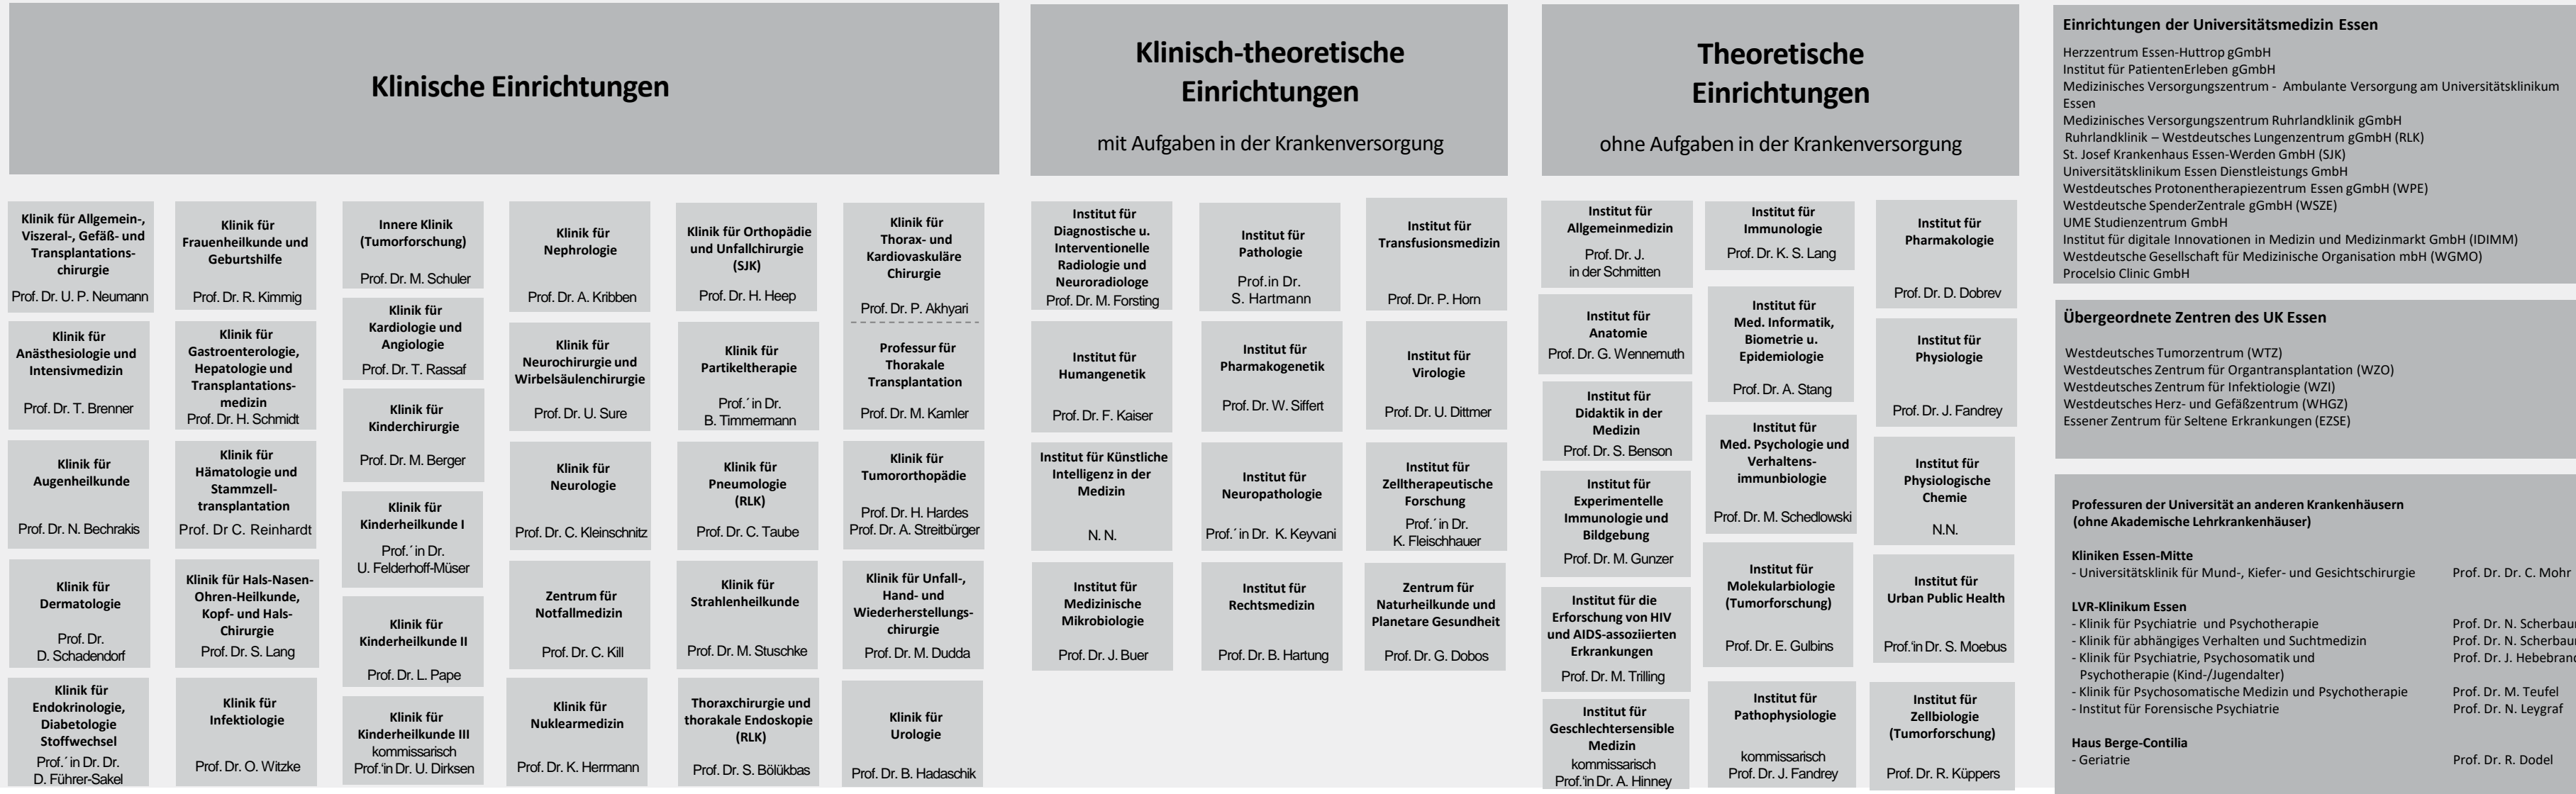 Klinische Einrichtungen
Klinik für Allgemein-,
Viszeral-, Gefäß- und
Transplantations-
chirurgie
Prof. Dr. U. P. Neumann
Klinik für
Anästhesiologie und
Intensivmedizin
Prof. Dr. T. Brenner
Klinik für
Augenheilkunde
Prof. Dr. N. Bechrakis
Klinik für
Dermatologie
Prof. Dr.
D. Schadendorf
Klinik für
Endokrinologie,
Diabetologie
Stoffwechsel
Prof.´ in Dr. Dr.
D. Führer-Sakel
Klinik für
Frauenheilkunde und
Geburtshilfe
Prof. Dr. R. Kimmig
Klinik für
Gastroenterologie,
Hepatologie und
Transplantations-
medizin
Prof. Dr. H. Schmidt
Klinik für
Hämatologie und
Stammzell-
transplantation
Prof. Dr C. Reinhardt
Klinik für Hals-Nasen-
Ohren-Heilkunde,
Kopf- und Hals-
Chirurgie
Prof. Dr. S. Lang
Klinik für
Infektiologie
Prof. Dr. O. Witzke
Innere Klinik
(Tumorforschung)
Prof. Dr. M. Schuler
Klinik für
Kardiologie und
Angiologie
Prof. Dr. T. Rassaf
Klinik für
Kinderchirurgie
Prof. Dr. M. Berger
Klinik für
Kinderheilkunde I
Prof.´ in Dr.
U. Felderhoff-Müser
Klinik für
Kinderheilkunde II
Prof. Dr. L. Pape
Klinik für
Kinderheilkunde III
kommissarisch
Prof.'in Dr. U. Dirksen
Klinik für
Nephrologie
Prof. Dr. A. Kribben
Klinik für
Neurochirurgie und
Wirbelsäulenchirurgie
Prof. Dr. U. Sure
Klinik für
Neurologie
Prof. Dr. C. Kleinschnitz
Zentrum für
Notfallmedizin
Prof. Dr. C. Kill
Klinik für
Nuklearmedizin
Prof. Dr. K. Herrmann
Klinik für Orthopädie
und Unfallchirurgie
(SJK)
Prof. Dr. H. Heep
Klinik für
Partikeltherapie
Prof.´ in Dr.
B. Timmermann
Klinik für
Pneumologie
(RLK)
Prof. Dr. C. Taube
Klinik für
Strahlenheilkunde
Prof. Dr. M. Stuschke
Thoraxchirurgie und
thorakale Endoskopie
(RLK)
Prof. Dr. S. Bölükbas
Klinik für
Thorax- und
Kardiovaskuläre
Chirurgie
Prof. Dr. P. Akhyari
Professur für
Thorakale
Transplantation
Prof. Dr. M. Kamler
Klinik für
Tumororthopädie
Prof. Dr. H. Hardes
Prof. Dr. A. Streitbürger
Klinik für Unfall-,
Hand- und
Wiederherstellungs-
chirurgie
Prof. Dr. M. Dudda
Klinik für
Urologie
Prof. Dr. B. Hadaschik
Klinisch-theoretische
Einrichtungen
mit Aufgaben in der Krankenversorgung
Institut für
Diagnostische u.
Interventionelle
Radiologie und
Neuroradiologe
Prof. Dr. M. Forsting
Institut für
Humangenetik
Prof. Dr. F. Kaiser
Institut für Künstliche
Intelligenz in der
Medizin
N. N.
Institut für
Medizinische
Mikrobiologie
Prof. Dr. J. Buer
Institut für
Pathologie
Prof.in Dr.
S. Hartmann
Institut für
Pharmakogenetik
Prof. Dr. W. Siffert
Institut für
Neuropathologie
Prof.´ in Dr. K. Keyvani
Institut für
Rechtsmedizin
Prof. Dr. B. Hartung
Institut für
Transfusionsmedizin
Prof. Dr. P. Horn
Institut für
Virologie
Prof. Dr. U. Dittmer
Institut für
Zelltherapeutische
Forschung
Prof.´ in Dr.
K. Fleischhauer
Zentrum für
Naturheilkunde und
Planetare Gesundheit
Prof. Dr. G. Dobos
Theoretische
Einrichtungen
ohne Aufgaben in der Krankenversorgung
Institut für
Allgemeinmedizin
Prof. Dr. J.
in der Schmitten
Institut für
Anatomie
Prof. Dr. G. Wennemuth
Institut für
Didaktik in der
Medizin
Prof. Dr. S. Benson
Institut für
Experimentelle
Immunologie und
Bildgebung
Prof. Dr. M. Gunzer
Institut für die
Erforschung von HIV
und AIDS-assoziierten
Erkrankungen
Prof. Dr. M. Trilling
Institut für
Geschlechtersensible
Medizin
kommissarisch
Prof.'in Dr. A. Hinney
Institut für
Immunologie
Prof. Dr. K. S. Lang
Institut für
Med. Informatik,
Biometrie u.
Epidemiologie
Prof. Dr. A. Stang
Institut für
Med. Psychologie und
Verhaltens-
immunbiologie
Prof. Dr. M. Schedlowski
Institut für
Molekularbiologie
(Tumorforschung)
Prof. Dr. E. Gulbins
Institut für
Pathophysiologie
kommissarisch
Prof. Dr. J. Fandrey
Institut für
Pharmakologie
Prof. Dr. D. Dobrev
Institut für
Physiologie
Prof. Dr. J. Fandrey
Institut für
Physiologische
Chemie
N.N.
Institut für
Urban Public Health
Prof.'in Dr. S. Moebus
Institut für
Zellbiologie
(Tumorforschung)
Prof. Dr. R. Küppers
Einrichtungen der Universitätsmedizin Essen
Herzzentrum Essen-Huttrop gGmbH
Institut für PatientenErleben gGmbH
Medizinisches Versorgungszentrum - Ambulante Versorgung am Universitätsklinikum
Essen
Medizinisches Versorgungszentrum Ruhrlandklinik gGmbH
Ruhrlandklinik – Westdeutsches Lungenzentrum gGmbH (RLK)
St. Josef Krankenhaus Essen-Werden GmbH (SJK)
Universitätsklinikum Essen Dienstleistungs GmbH
Westdeutsches Protonentherapiezentrum Essen gGmbH (WPE)
Westdeutsche SpenderZentrale gGmbH (WSZE)
UME Studienzentrum GmbH
Institut für digitale Innovationen in Medizin und Medizinmarkt GmbH (IDIMM)
Westdeutsche Gesellschaft für Medizinische Organisation mbH (WGMO)
Procelsio Clinic GmbH
Übergeordnete Zentren des UK Essen
Westdeutsches Tumorzentrum (WTZ)
Westdeutsches Zentrum für Organtransplantation (WZO)
Westdeutsches Zentrum für Infektiologie (WZI)
Westdeutsches Herz- und Gefäßzentrum (WHGZ)
Essener Zentrum für Seltene Erkrankungen (EZSE)
Professuren der Universität an anderen Krankenhäusern
(ohne Akademische Lehrkrankenhäuser)
Kliniken Essen-Mitte
- Universitätsklinik für Mund-, Kiefer- und Gesichtschirurgie Prof. Dr. Dr. C. Mohr
LVR-Klinikum Essen
- Klinik für Psychiatrie und Psychotherapie Prof. Dr. N. Scherbau
- Klinik für abhängiges Verhalten und Suchtmedizin Prof. Dr. N. Scherbau
- Klinik für Psychiatrie, Psychosomatik und Prof. Dr. J. Hebebrand
Psychotherapie (Kind-/Jugendalter)
- Klinik für Psychosomatische Medizin und Psychotherapie Prof. Dr. M. Teufel
- Institut für Forensische Psychiatrie Prof. Dr. N. Leygraf
Haus Berge-Contilia
- Geriatrie Prof. Dr. R. Dodel